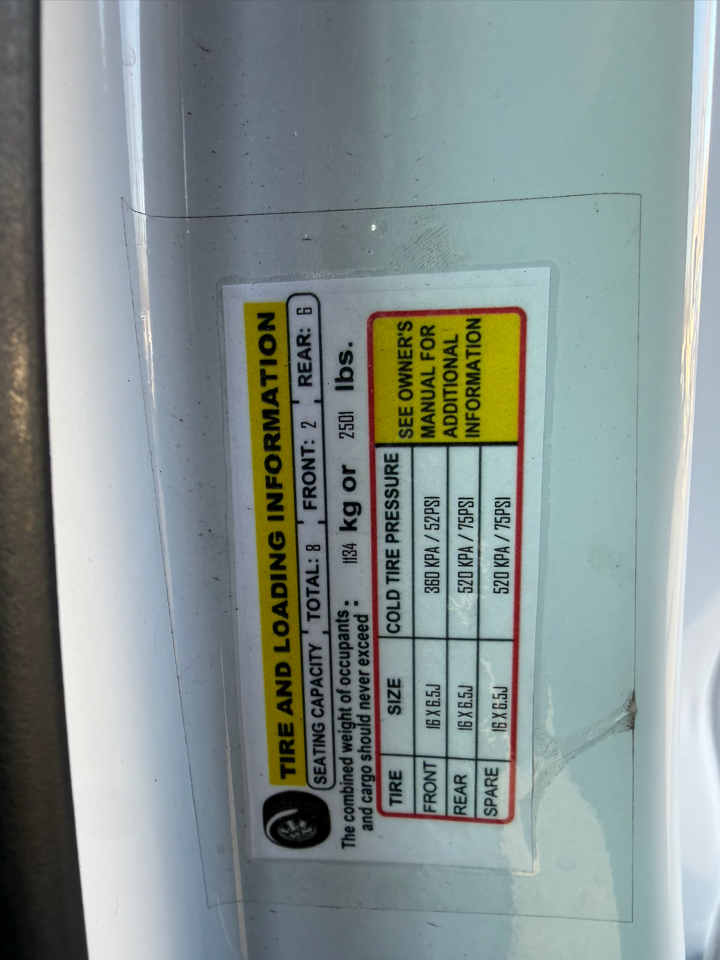 TIRE AND LOADING INFORMATION
SEATING CAPACITY TOTAL: 8 FRONT: 2 REAR: 6
The combined weight of occupants
and cargo should never exceed : 1134 kg or 2501 lbs.
TIRE SIZE COLD TIRE PRESSURE
FRONT 16 X 6.5J 360 KPA / 52PSI
REAR 16 X 6.5J 520 KPA / 75PSI
SPARE 16 X 6.5J 520 KPA / 75PSI
SEE OWNER'S
MANUAL FOR
ADDITIONAL
INFORMATION